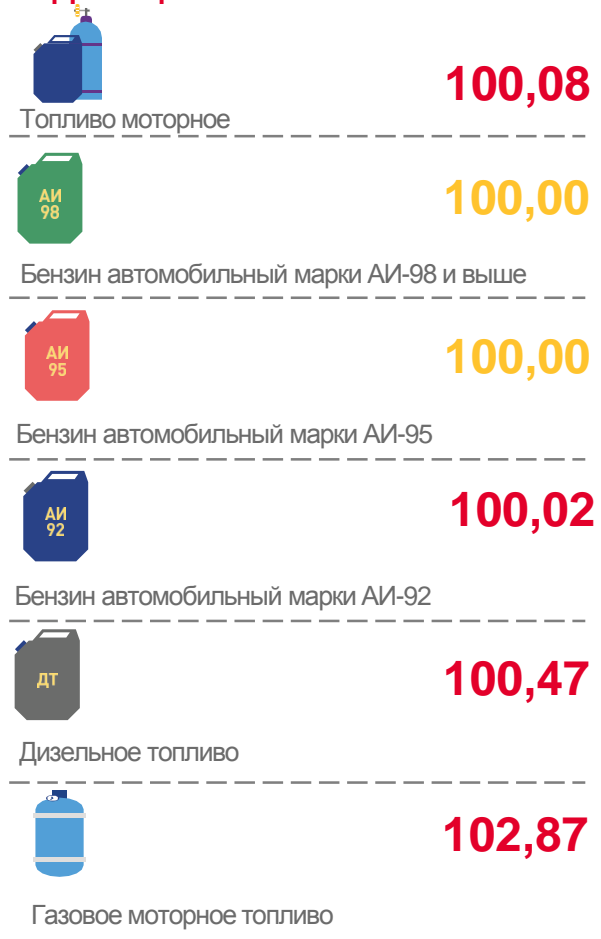 100,08
Топливо моторное
АИ
98
100,00
Бензин автомобильный марки АИ-98 и выше
АИ
95
100,00
Бензин автомобильный марки АИ-95
АИ
92
100,02
Бензин автомобильный марки АИ-92
ДТ
100,47
Дизельное топливо
102,87
Газовое моторное топливо